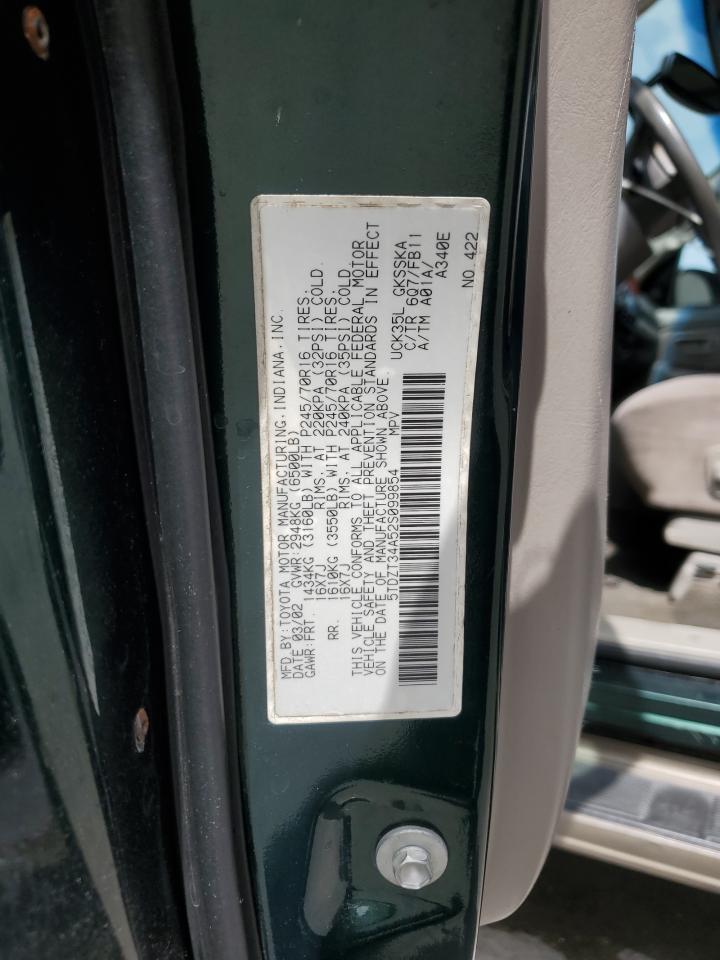 MFD BY:TOYOTA MOTOR MANUFACTURING,INDIANA,INC.
DATE 03/02 GVWR:2948KG(6500LB)
GAWR:FRT. 1434KG (3160LB) WITH P245/70R16 TIRES,
16X7J RIMS, AT 220KPA (32PSI) COLD.
RR. 1610KG (3550LB) WITH P245/70R16 TIRES,
16X7J RIMS, AT 240KPA (35PSI) COLD.
THIS VEHICLE CONFORMS TO ALL APPLICABLE FEDERAL MOTOR
VEHICLE SAFETY AND THEFT PREVENTION STANDARDS IN EFFECT
ON THE DATE OF MANUFACTURE SHOWN ABOVE.
5TDZT34A52S099854 MPV
UCK35L GKSSKA
C/TR 6Q7/FB11
A/TM A01A/
A340E
NO.422